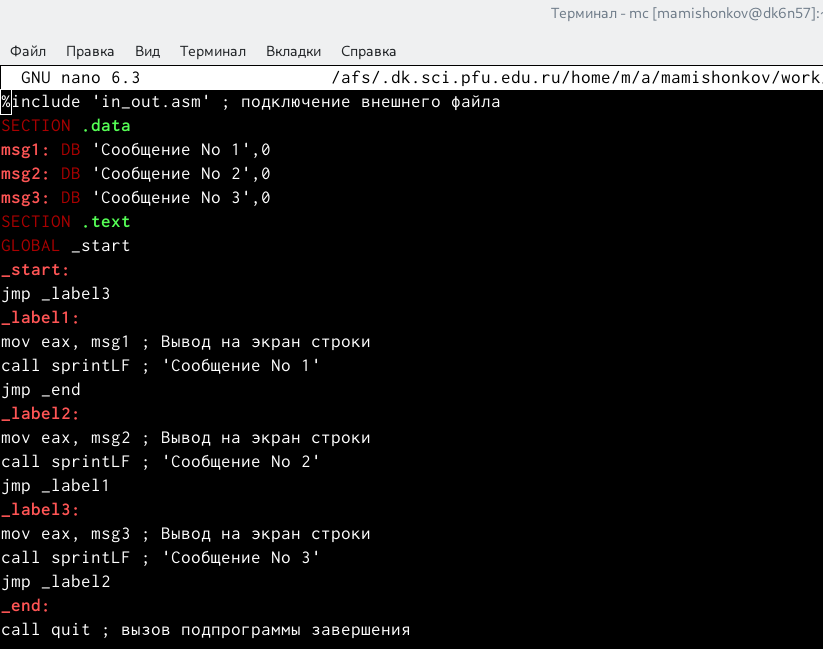 Терминал - mc [mamishonkov@dk6n57]:~
Файл Правка Вид Терминал Вкладки Справка
GNU nano 6.3 /afs/.dk.sci.pfu.edu.ru/home/m/a/mamishonkov/work
%include 'in_out.asm' ; подключение внешнего файла
SECTION .data
msg1: DB 'Сообщение No 1',0
msg2: DB 'Сообщение No 2',0
msg3: DB 'Сообщение No 3',0
SECTION .text
GLOBAL _start
_start:
jmp _label3
_label1:
mov eax, msg1 ; Вывод на экран строки
call sprintLF ; 'Сообщение No 1'
jmp _end
_label2:
mov eax, msg2 ; Вывод на экран строки
call sprintLF ; 'Сообщение No 2'
jmp _label1
_label3:
mov eax, msg3 ; Вывод на экран строки
call sprintLF ; 'Сообщение No 3'
jmp _label2
_end:
call quit ; вызов подпрограммы завершения